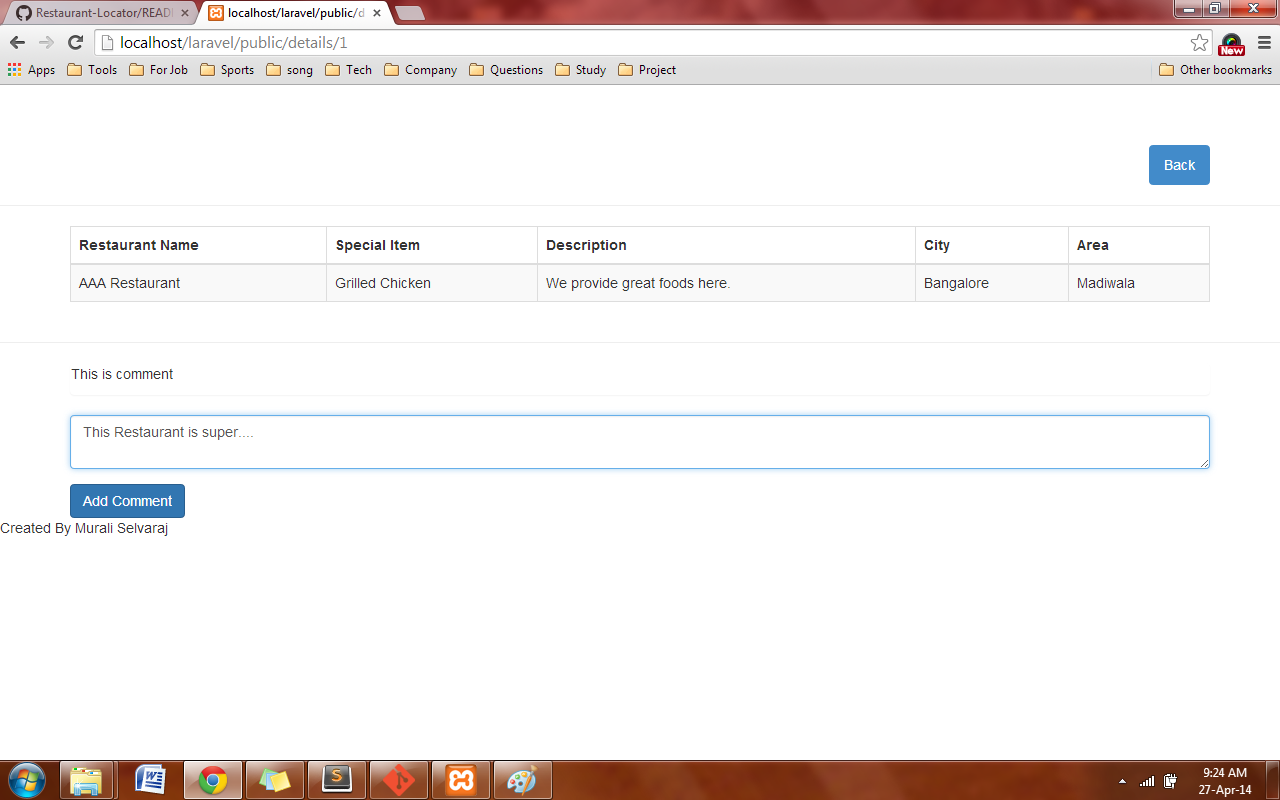 Restaurant-Locator/READ
localhost/laravel/public/d
localhost/laravel/public/details/1
New
Apps Tools For Job Sports song Tech Company Questions Study Project Other bookmarks
Back
Restaurant Name Special Item Description City Area
AAA Restaurant Grilled Chicken We provide great foods here. Bangalore Madiwala
This is comment
This Restaurant is super....
Add Comment
Created By Murali Selvaraj
9:24 AM
27-Apr-14